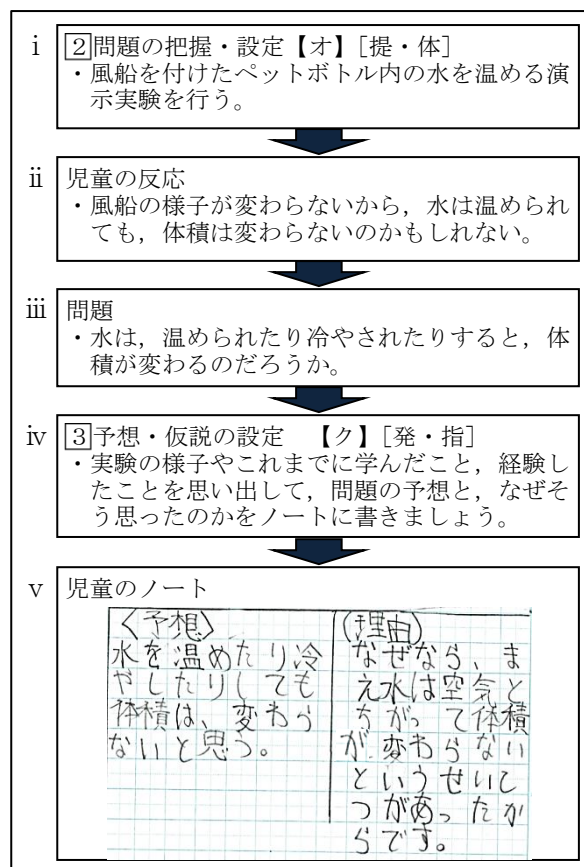 i
2問題の把握・設定【オ】[提・体]
・風船を付けたペットボトル内の水を温める演
示実験を行う。
ii
児童の反応
・風船の様子が変わらないから，水は温められ
ても，体積は変わらないのかもしれない。
iii
問題
・水は，温められたり冷やされたりすると，体
積が変わるのだろうか。
iv
3予想・仮説の設定　【ク】[発・指]
・実験の様子やこれまでに学んだこと，経験し
たことを思い出して，問題の予想と，なぜそ
う思ったのかをノートに書きましょう。
v
児童のノート
〈予想〉
水を温めたり冷
やしたりしても
体積は、変わら
ないと思う。
(理由)
なぜなら、ま
え水は空気と
ちがって体積
が変わらない
というせいし
つがあったか
らです。